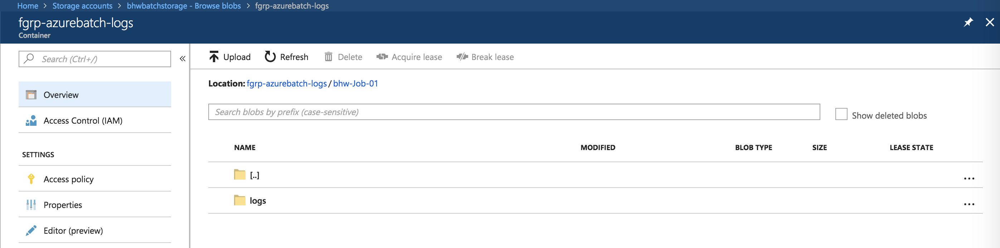 Home > Storage accounts > bhwbatchstorage - Browse blobs > fgrp-azurebatch-logs
fgrp-azurebatch-logs
Container
Search (Ctrl+/)
«
Overview
Access Control (IAM)
SETTINGS
Access policy
Properties
Editor (preview)
Upload Refresh Delete Acquire lease Break lease
Location: fgrp-azurebatch-logs / bhw-Job-01
Search blobs by prefix (case-sensitive)
Show deleted blobs
NAME MODIFIED BLOB TYPE SIZE LEASE STATE
[..] ...
logs ...